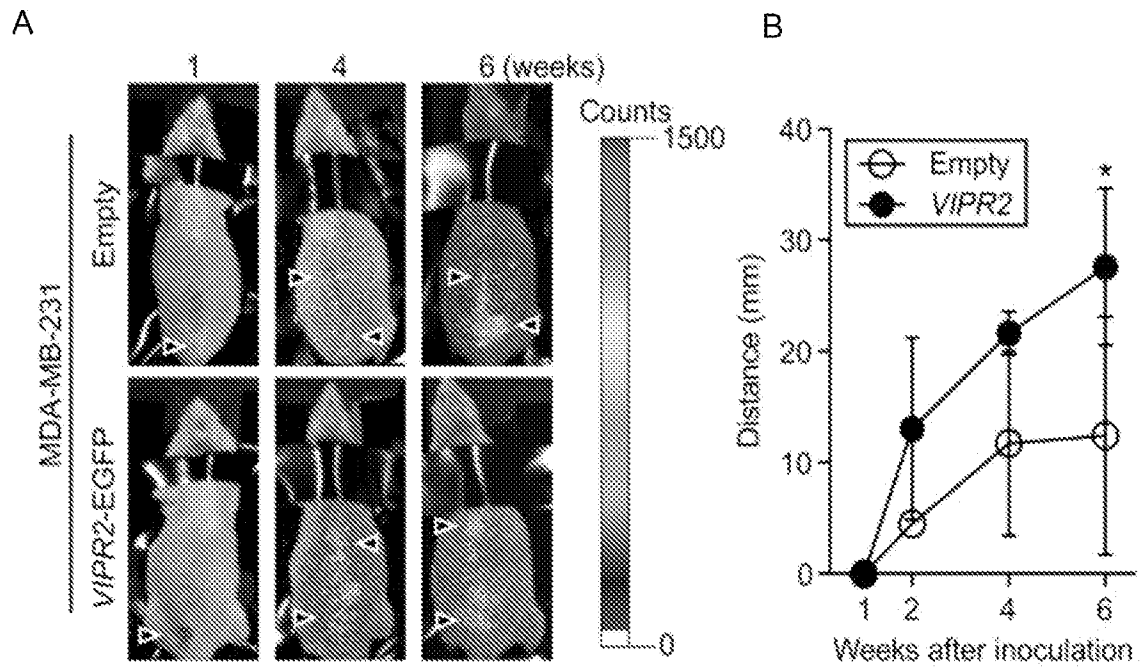 A
1 4 6 (weeks)
Counts
1500
0
MDA-MB-231
Empty
VIPR2-EGFP
B
Empty
VIPR2
*
Distance (mm)
40
30
20
10
0
1 2 4 6
Weeks after inoculation